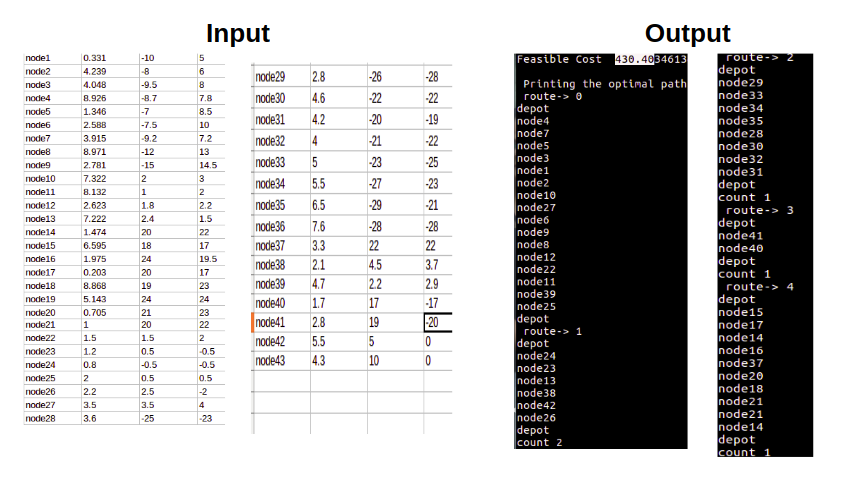 Input
Output
node1 0.331 -10 5
node2 4.239 -8 6
node3 4.048 -9.5 8
node4 8.926 -8.7 7.8
node5 1.346 -7 8.5
node6 2.588 -7.5 10
node7 3.915 -9.2 7.2
node8 8.971 -12 13
node9 2.781 -15 14.5
node10 7.322 2 3
node11 8.132 1 2
node12 2.623 1.8 2.2
node13 7.222 2.4 1.5
node14 1.474 20 22
node15 6.595 18 17
node16 1.975 24 19.5
node17 0.203 20 17
node18 8.868 19 23
node19 5.143 24 24
node20 0.705 21 23
node21 1 20 22
node22 1.5 1.5 2
node23 1.2 0.5 -0.5
node24 0.8 -0.5 -0.5
node25 2 0.5 0.5
node26 2.2 2.5 -2
node27 3.5 3.5 4
node28 3.6 -25 -23
node29 2.8 -26 -28
node30 4.6 -22 -22
node31 4.2 -20 -19
node32 4 -21 -22
node33 5 -23 -25
node34 5.5 -27 -23
node35 6.5 -29 -21
node36 7.6 -28 -28
node37 3.3 22 22
node38 2.1 4.5 3.7
node39 4.7 2.2 2.9
node40 1.7 17 -17
node41 2.8 19 -20
node42 5.5 5 0
node43 4.3 10 0
Feasible Cost 430.4034613
Printing the optimal path
route-> 0
depot
node4
node7
node5
node3
node1
node2
node10
node27
node6
node9
node8
node12
node22
node11
node39
node25
depot
route-> 1
depot
node24
node23
node13
node38
node42
node26
depot
count 2
route-> 2
depot
node29
node33
node34
node35
node28
node30
node32
node31
depot
count 1
route-> 3
depot
node41
node40
depot
count 1
route-> 4
depot
node15
node17
node14
node16
node37
node20
node18
node21
node21
node14
depot
count 1